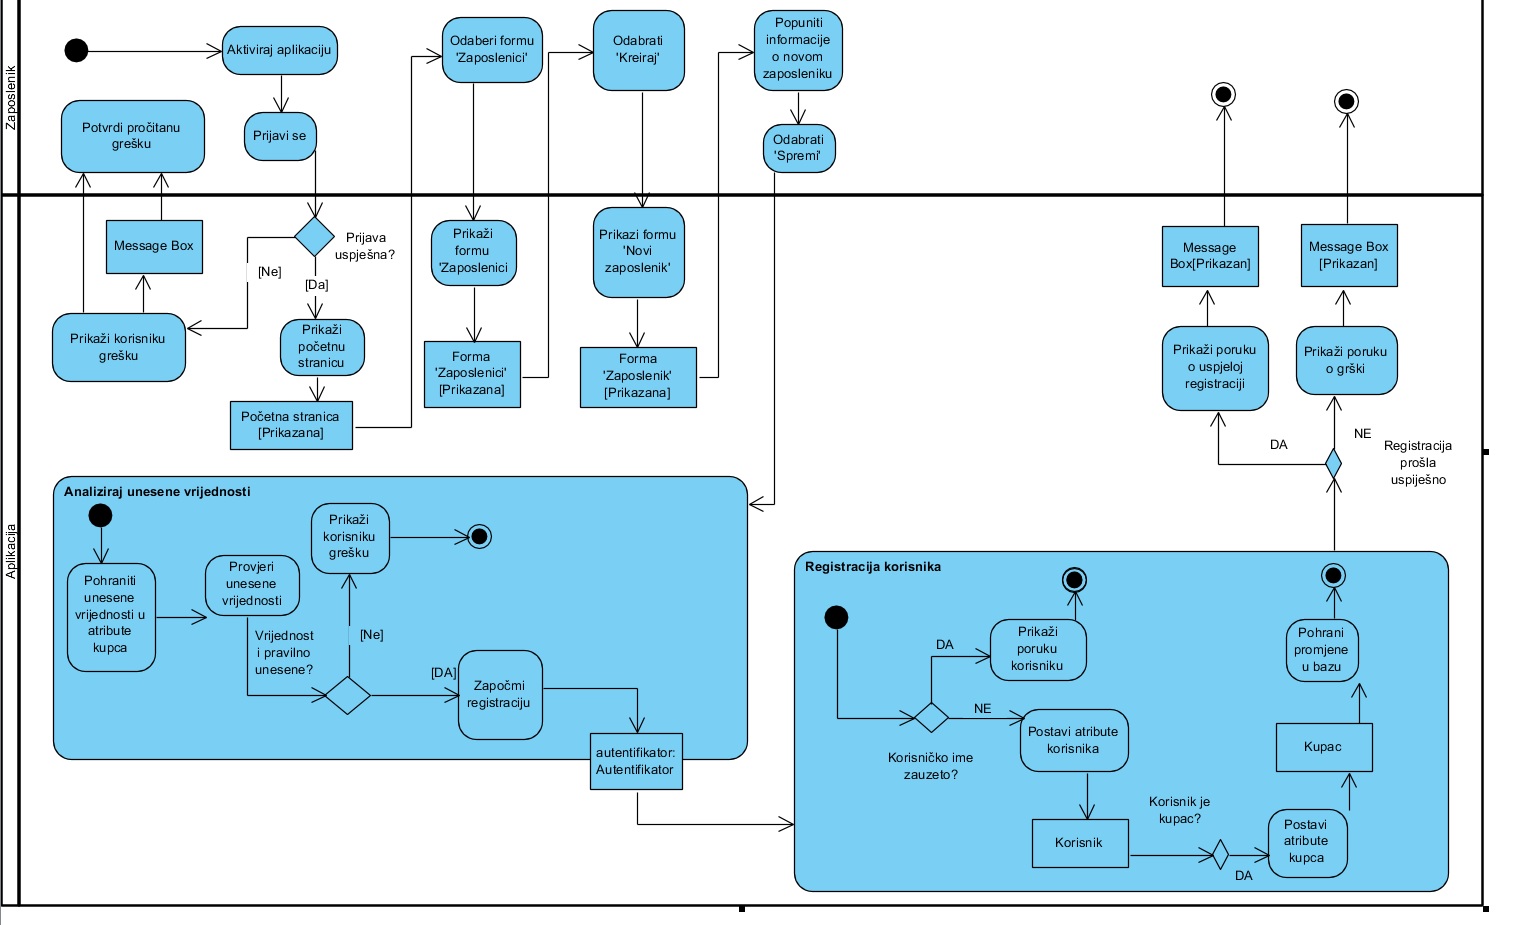 Zaposlenik
Aktiviraj aplikaciju
Odaberi formu
'Zaposlenici'
Odabrati
'Kreiraj'
Popuniti
informacije
o novom
zaposleniku
Potvrdi pročitanu
grešku
Prijavi se
Odabrati
'Spremi'
Aplikacija
Message Box
Prijava
uspješna?
[Ne]
[Da]
Prikaži korisniku
grešku
Prikaži
početnu
stranicu
Početna stranica
[Prikazana]
Prikaži
formu
'Zaposlenici
Forma
'Zaposlenici'
[Prikazana]
Prikazi formu
'Novi
zaposlenik'
Forma
'Zaposlenik'
[Prikazana]
Message
Box[Prikazan]
Message Box
[Prikazan]
Prikaži poruku
o uspjeloj
registraciji
Prikaži poruku
o grški
DA
NE
Registracija
prošla
uspiješno
Analiziraj unesene vrijednosti
Pohraniti
unesene
vrijednosti u
atribute
kupca
Provjeri
unesene
vrijednosti
Prikaži
korisniku
grešku
Vrijednost
i pravilno
unesene?
[Ne]
[DA]
Započmi
registraciju
autentifikator:
Autentifikator
Registracija korisnika
DA
Prikaži
poruku
korisniku
NE
Korisničko ime
zauzeto?
Postavi atribute
korisnika
Korisnik
Korisnik je
kupac?
DA
Postavi
atribute
kupca
Kupac
Pohrani
promjene
u bazu